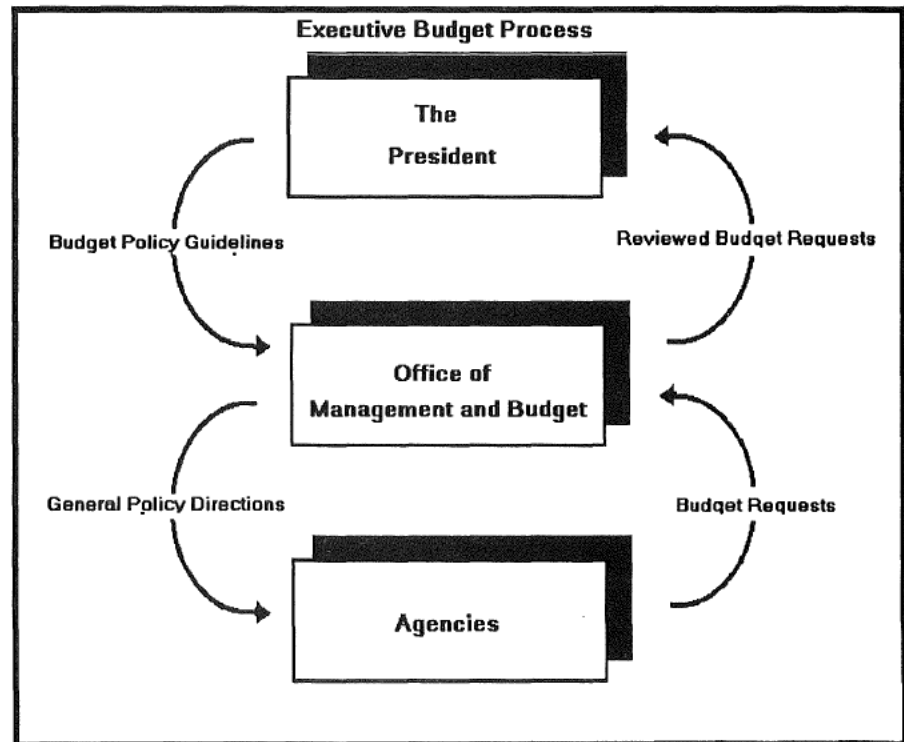 Executive Budget Process
The
President
Budget Policy Guidelines
Reviewed Budget Requests
Office of
Management and Budget
General Policy Directions
Budget Requests
Agencies